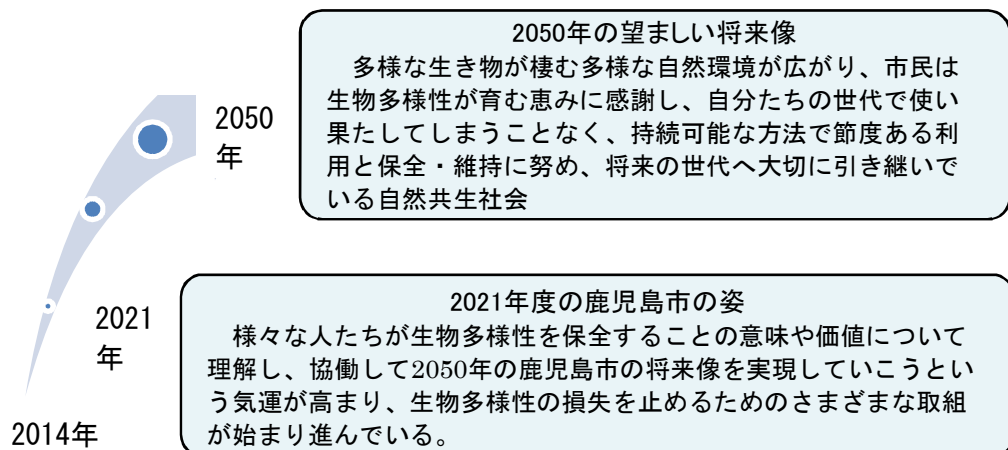 2050年の望ましい将来像
多様な生き物が棲む多様な自然環境が広がり、市民は
生物多様性が育む恵みに感謝し、自分たちの世代で使い
果たしてしまうことなく、持続可能な方法で節度ある利
用と保全・維持に努め、将来の世代へ大切に引き継いで
いる自然共生社会
2050
年
2021年度の鹿児島市の姿
様々な人たちが生物多様性を保全することの意味や価値について
理解し、協働して2050年の鹿児島市の将来像を実現していこうとい
う気運が高まり、生物多様性の損失を止めるためのさまざまな取組
が始まり進んでいる。
2021
年
2014年